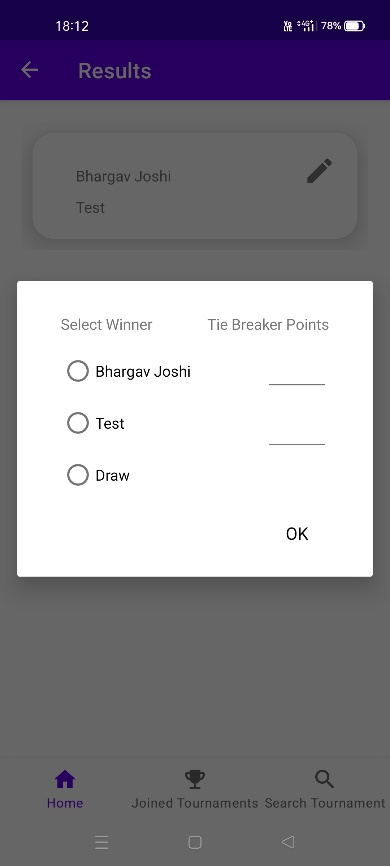 18:12
78%
Results
Bhargav Joshi
Test
Select Winner Tie Breaker Points
Bhargav Joshi
Test
Draw
OK
Home Joined Tournaments Search Tournament